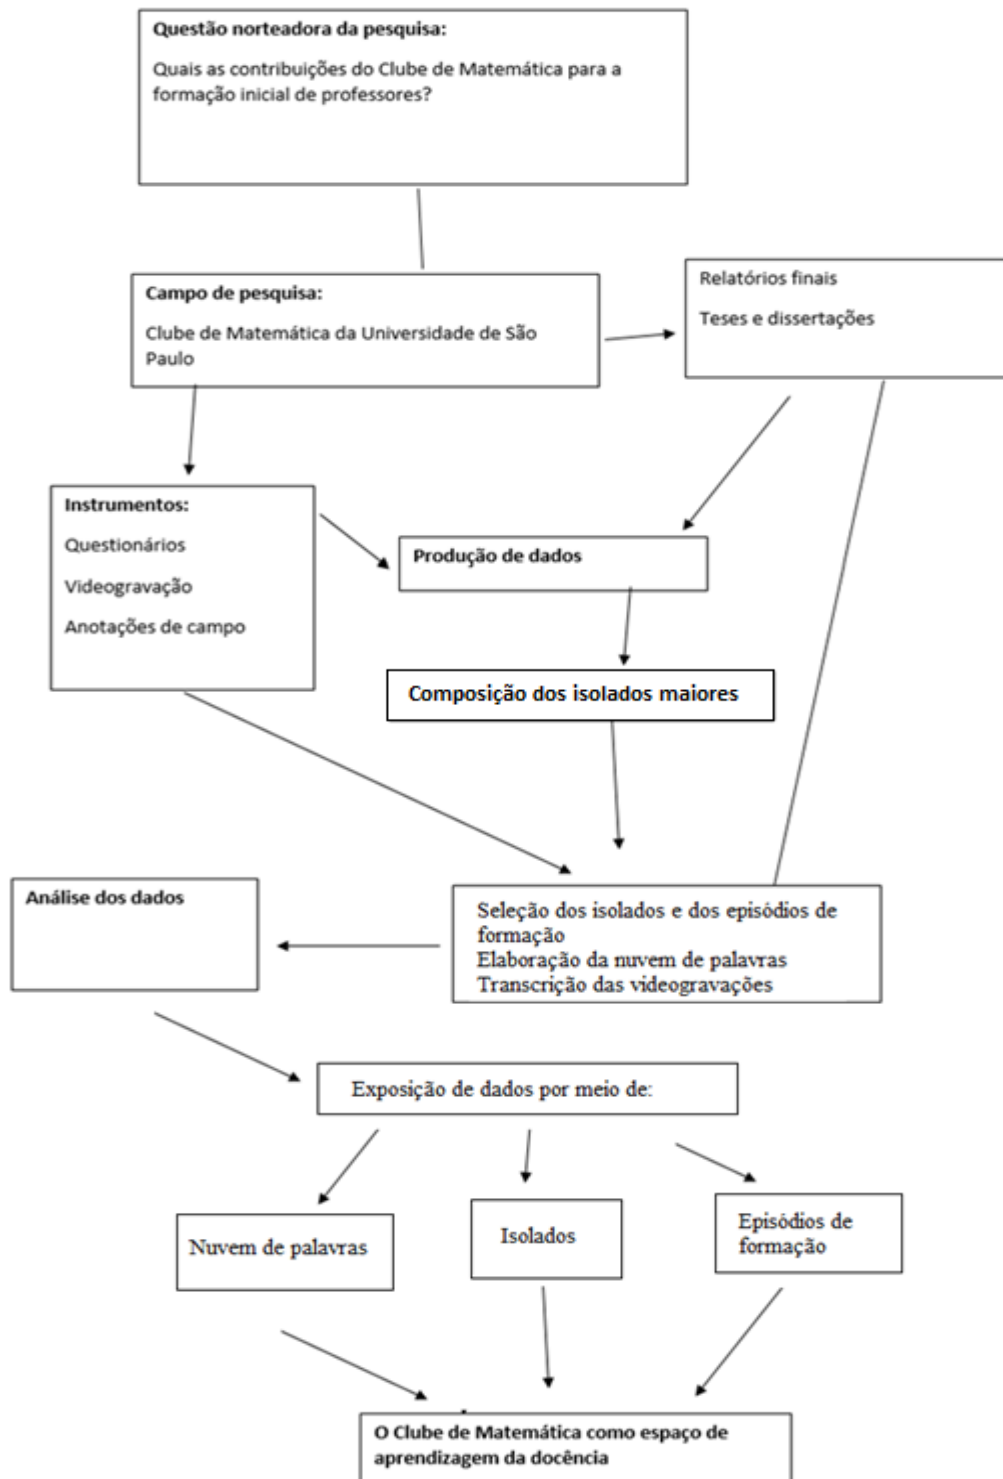 Questão norteadora da pesquisa:
Quais as contribuições do Clube de Matemática para a
formação inicial de professores?
Campo de pesquisa:
Clube de Matemática da Universidade de São
Paulo
Relatórios finais
Teses e dissertações
Instrumentos:
Questionários
Videogravação
Anotações de campo
Produção de dados
Composição dos isolados maiores
Análise dos dados
Seleção dos isolados e dos episódios de
formação
Elaboração da nuvem de palavras
Transcrição das videogravações
Exposição de dados por meio de:
Nuvem de palavras
Isolados
Episódios de
formação
O Clube de Matemática como espaço de
aprendizagem da docência